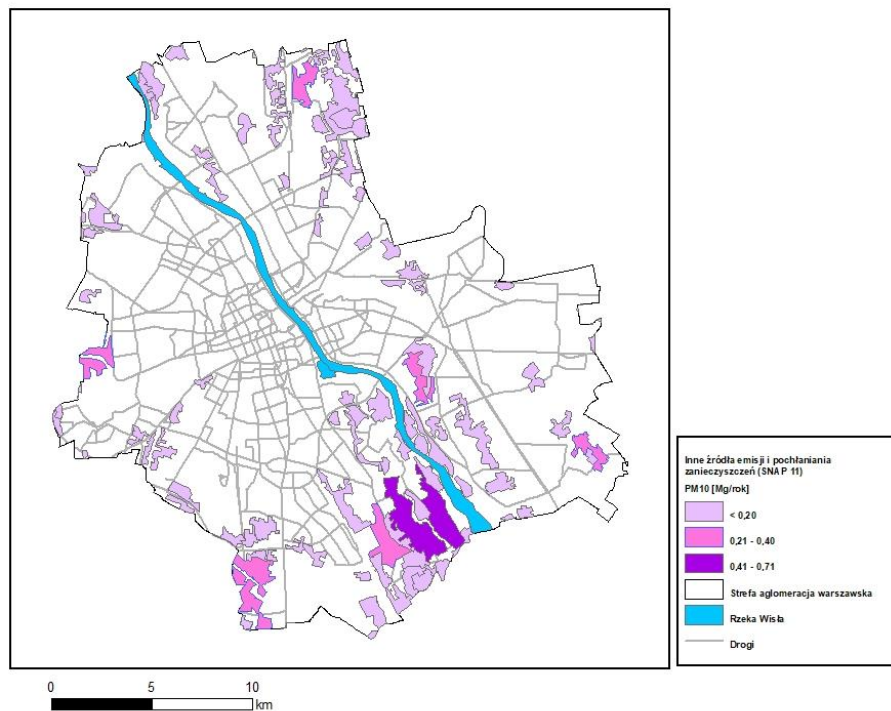 Inne źródła emisji i pochłaniania
zanieczyszczeń (SNAP 11)
PM10 [Mg/rok]
< 0,20
0,21 - 0,40
0,41 - 0,71
Strefa aglomeracja warszawska
Rzeka Wisła
Drogi
0 5 10
km